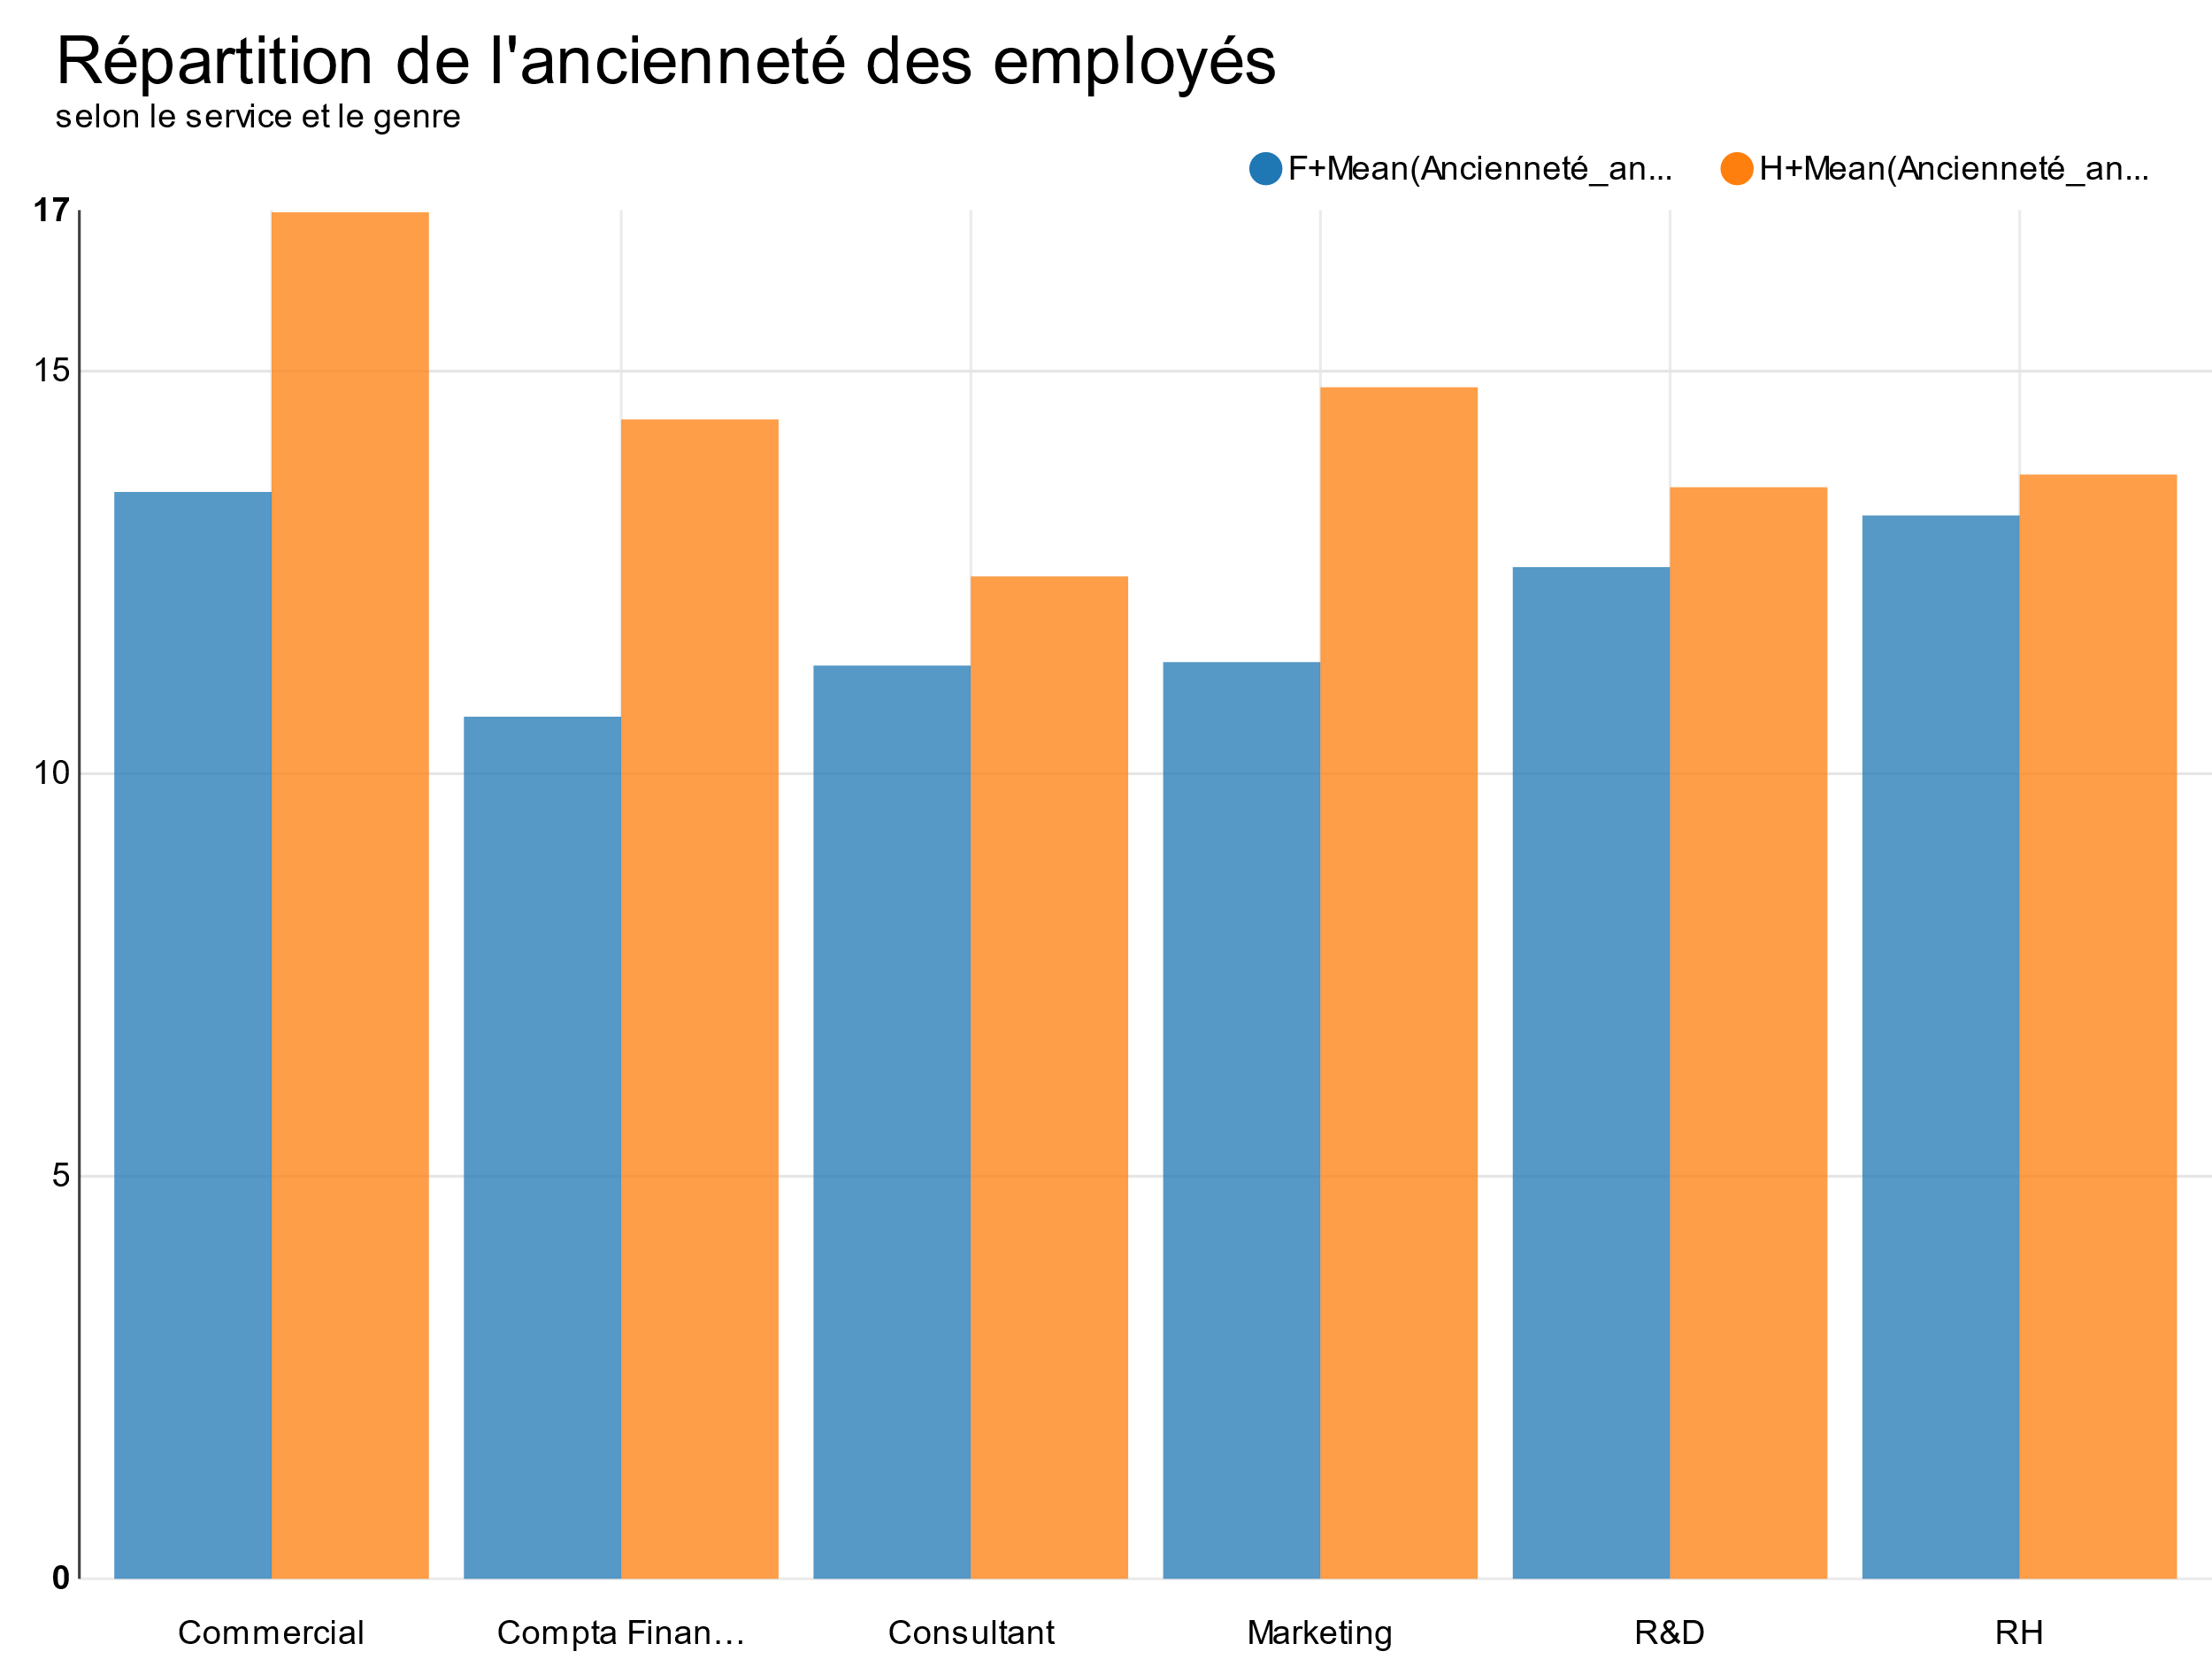 Répartition de l'ancienneté des employés
selon le service et le genre
F+Mean(Ancienneté_an... H+Mean(Ancienneté_an...
17
15
10
5
0
Commercial Compta Finan... Consultant Marketing R&D RH